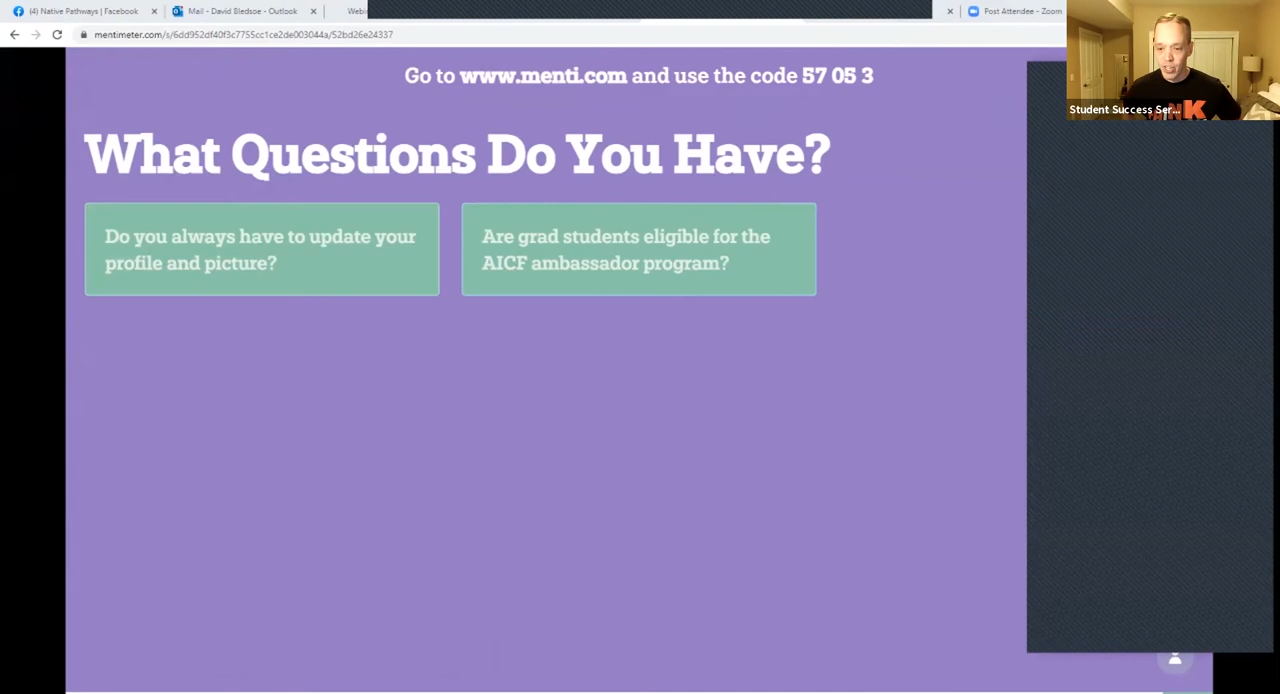 (4) Native Pathways | Facebook
Mail - David Bledsoe - Outlook
Post Attendee - Zoom
mentimeter.com/s/6dd952df40f3c7755cc1ce2de003044a/52bd26e24337
Go to www.menti.com and use the code 57 05 3
Student Success Ser...
What Questions Do You Have?
Do you always have to update your
profile and picture?
Are grad students eligible for the
AICF ambassador program?